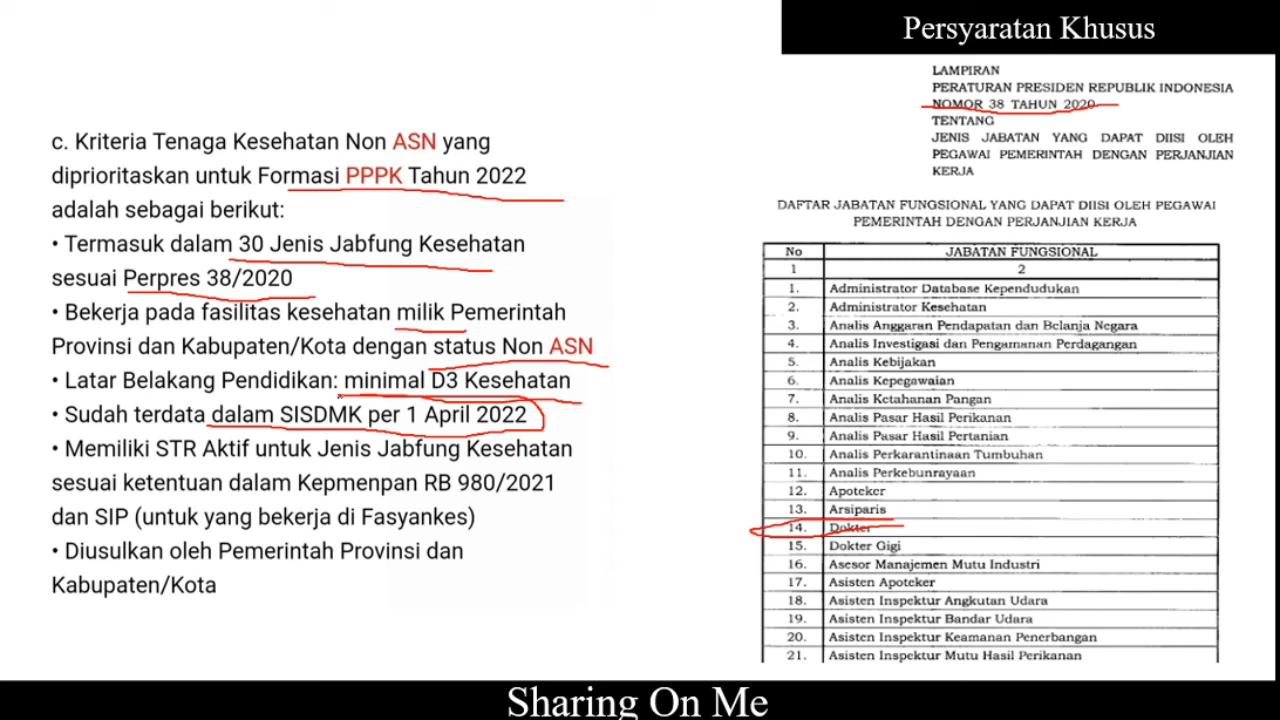 Persyaratan Khusus
c. Kriteria Tenaga Kesehatan Non ASN yang
diprioritaskan untuk Formasi PPPK Tahun 2022
adalah sebagai berikut:
• Termasuk dalam 30 Jenis Jabfung Kesehatan
sesuai Perpres 38/2020
• Bekerja pada fasilitas kesehatan milik Pemerintah
Provinsi dan Kabupaten/Kota dengan status Non ASN
• Latar Belakang Pendidikan: minimal D3 Kesehatan
• Sudah terdata dalam SISDMK per 1 April 2022
• Memiliki STR Aktif untuk Jenis Jabfung Kesehatan
sesuai ketentuan dalam Kepmenpan RB 980/2021
dan SIP (untuk yang bekerja di Fasyankes)
• Diusulkan oleh Pemerintah Provinsi dan
Kabupaten/Kota
LAMPIRAN
PERATURAN PRESIDEN REPUBLIK INDONESIA
NOMOR 38 TAHUN 2020
TENTANG
JENIS JABATAN YANG DAPAT DIISI OLEH
PEGAWAI PEMERINTAH DENGAN PERJANJIAN
KERJA
DAFTAR JABATAN FUNGSIONAL YANG DAPAT DIISI OLEH PEGAWAI
PEMERINTAH DENGAN PERJANJIAN KERJA
No JABATAN FUNGSIONAL
1 2
1. Administrator Database Kependudukan
2. Administrator Kesehatan
3. Analis Anggaran Pendapatan dan Belanja Negara
4. Analis Investigasi dan Pengamanan Perdagangan
5. Analis Kebijakan
6. Analis Kepegawaian
7. Analis Ketahanan Pangan
8. Analis Pasar Hasil Perikanan
9. Analis Pasar Hasil Pertanian
10. Analis Perkarantinaan Tumbuhan
11. Analis Perkebunrayaan
12. Apoteker
13. Arsiparis
14. Dokter
15. Dokter Gigi
16. Asesor Manajemen Mutu Industri
17. Asisten Apoteker
18. Asisten Inspektur Angkutan Udara
19. Asisten Inspektur Bandar Udara
20. Asisten Inspektur Keamanan Penerbangan
21. Asisten Inspektur Mutu Hasil Perikanan
Sharing On Me